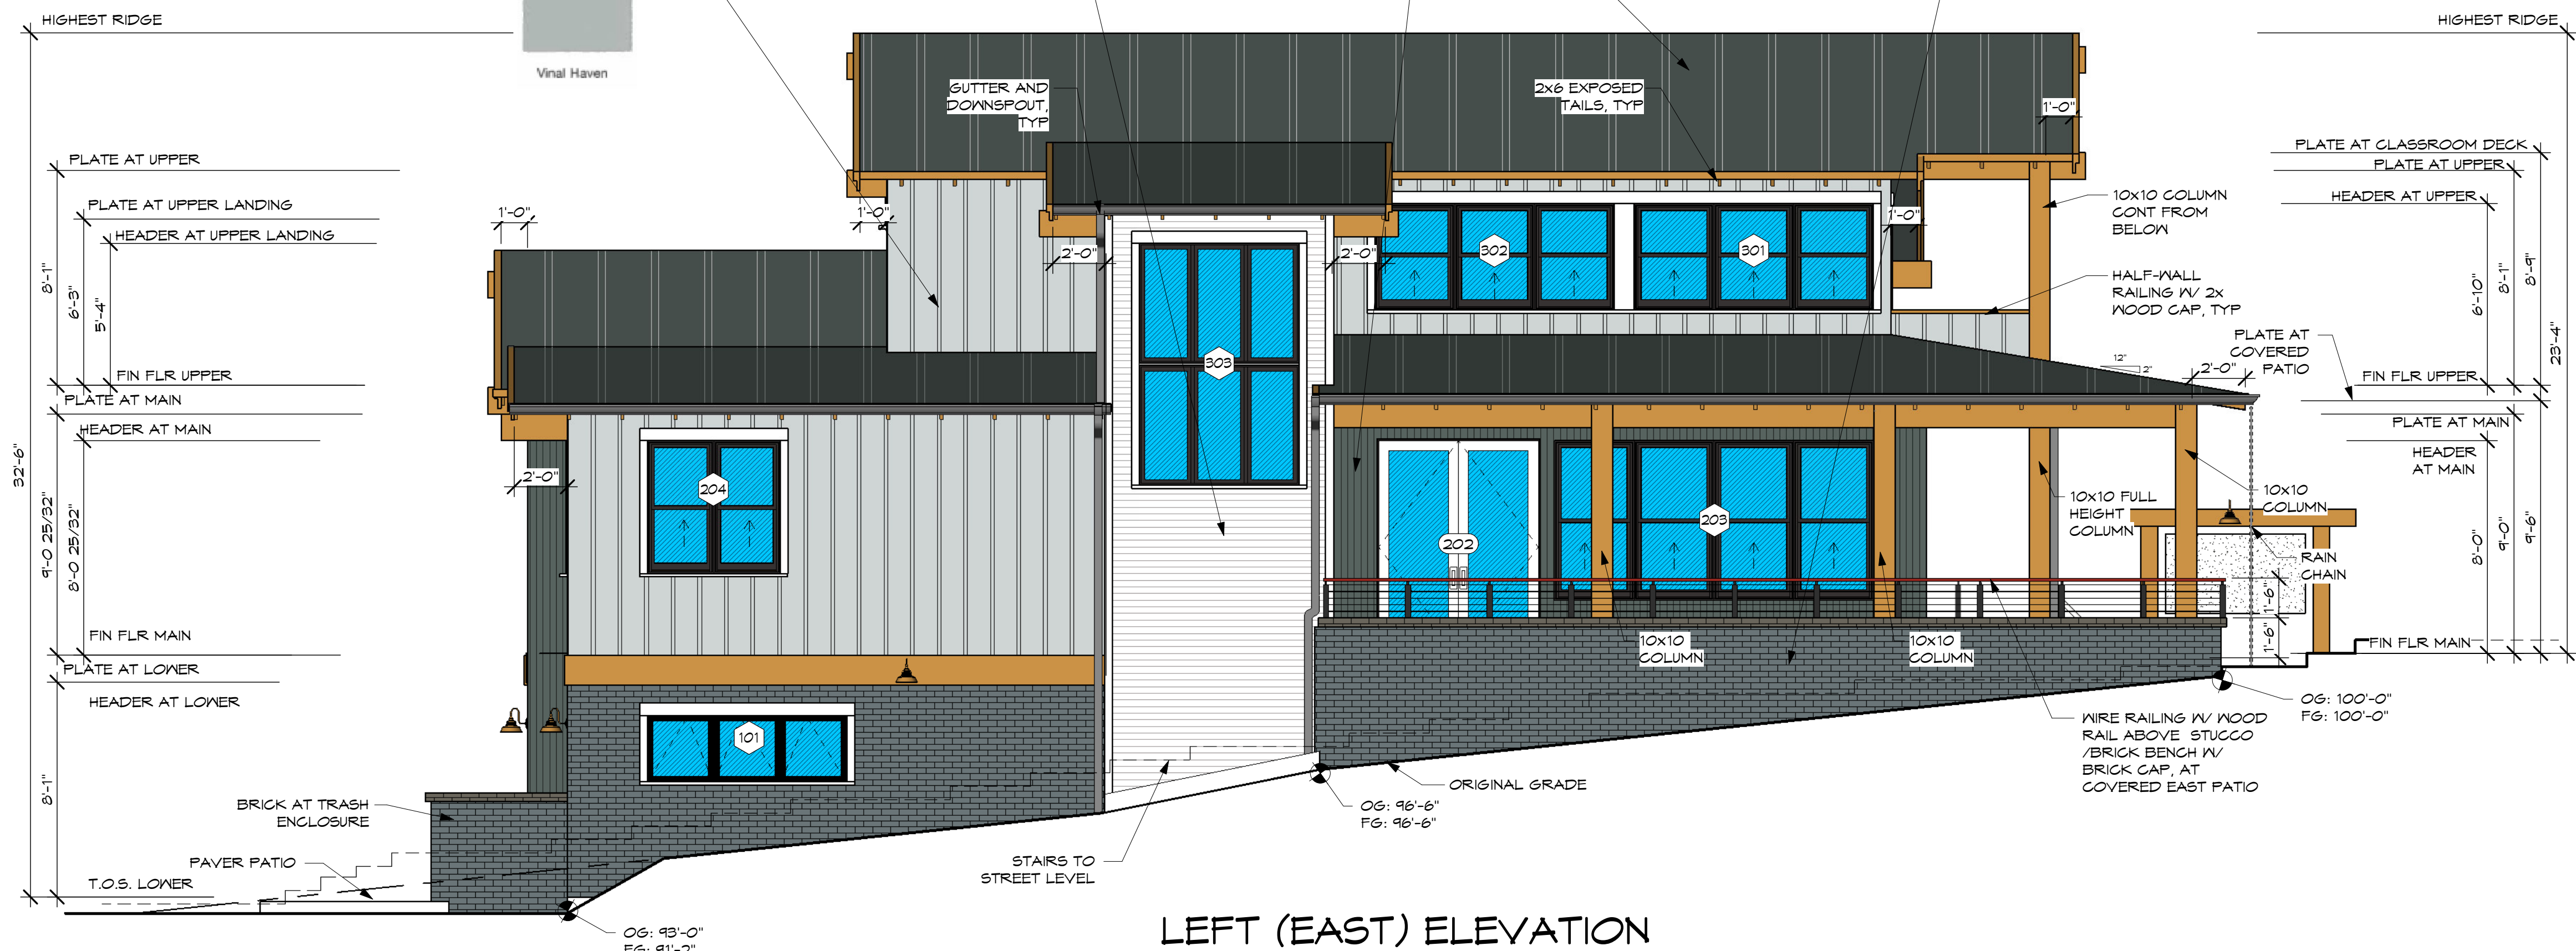 HIGHEST RIDGE
HIGHEST RIDGE
Vinal Haven
GUTTER AND
DOWNSPOUT,
TYP
2x6 EXPOSED
TAILS, TYP
1'-0"
PLATE AT UPPER
PLATE AT UPPER LANDING
HEADER AT UPPER LANDING
8'-1"
6'-3"
5'-4"
FIN FLR UPPER
PLATE AT MAIN
HEADER AT MAIN
32'-6"
9'-0 25/32"
8'-0 25/32"
FIN FLR MAIN
PLATE AT LOWER
HEADER AT LOWER
8'-1"
T.O.S. LOWER
1'-0"
1'-0"
2'-0"
2'-0"
1'-0"
2'-0"
303
302
301
204
101
202
203
PLATE AT CLASSROOM DECK
PLATE AT UPPER
HEADER AT UPPER
10x10 COLUMN
CONT FROM
BELOW
HALF-WALL
RAILING W/ 2x
WOOD CAP, TYP
PLATE AT
COVERED
PATIO
12"
2"
2'-0"
FIN FLR UPPER
PLATE AT MAIN
HEADER
AT MAIN
6'-10"
8'-1"
8'-9"
23'-4"
8'-0"
9'-0"
9'-6"
10x10 FULL
HEIGHT
COLUMN
10x10
COLUMN
RAIN
CHAIN
1'-6"
1'-6"
FIN FLR MAIN
10x10
COLUMN
10x10
COLUMN
OG: 100'-0"
FG: 100'-0"
WIRE RAILING W/ WOOD
RAIL ABOVE STUCCO
/BRICK BENCH W/
BRICK CAP, AT
COVERED EAST PATIO
ORIGINAL GRADE
OG: 96'-6"
FG: 96'-6"
BRICK AT TRASH
ENCLOSURE
PAVER PATIO
STAIRS TO
STREET LEVEL
OG: 93'-0"
FG: 91'-2"
LEFT (EAST) ELEVATION